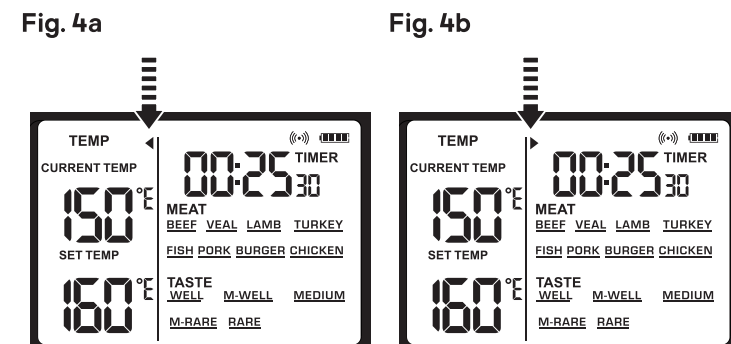 Fig. 4a
TEMP
CURRENT TEMP
150°E
SET TEMP
160°E
00:25 30 TIMER
MEAT
BEEF VEAL LAMB TURKEY
FISH PORK BURGER CHICKEN
TASTE
WELL M-WELL MEDIUM
M-RARE RARE
Fig. 4b
TEMP
CURRENT TEMP
150°E
SET TEMP
160°E
00:25 30 TIMER
MEAT
BEEF VEAL LAMB TURKEY
FISH PORK BURGER CHICKEN
TASTE
WELL M-WELL MEDIUM
M-RARE RARE